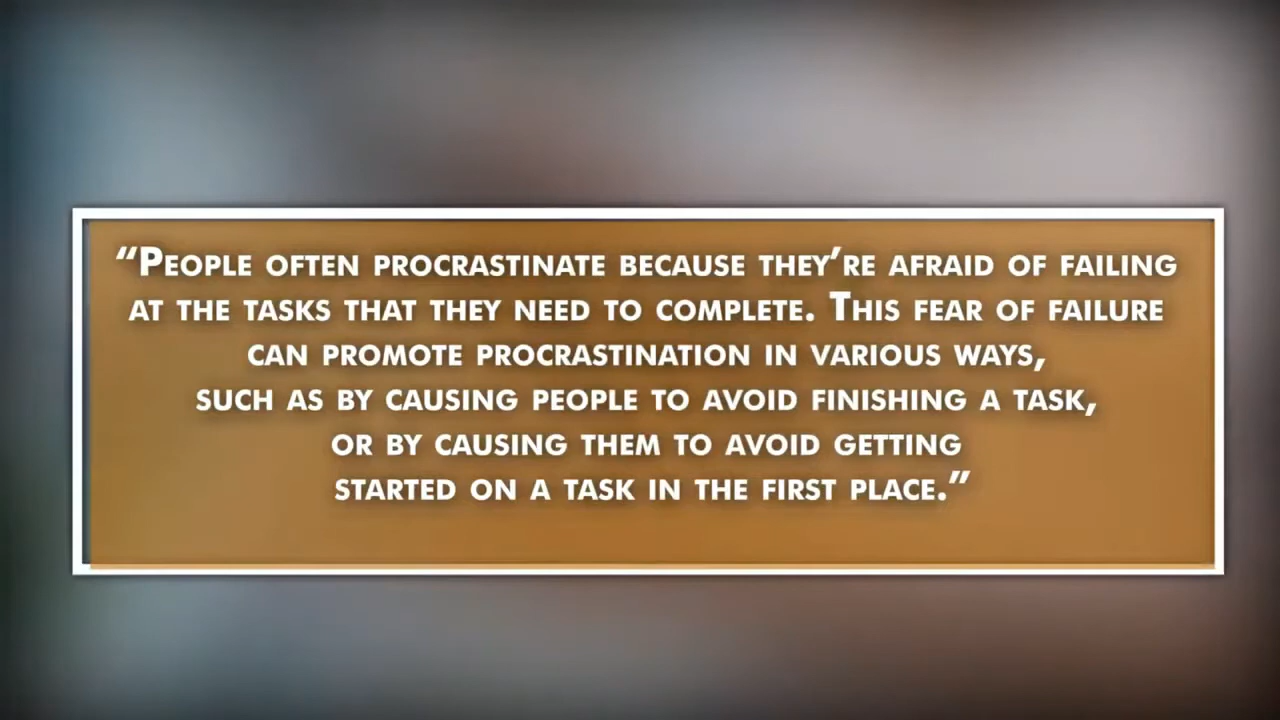 “People often procrastinate because they’re afraid of failing
at the tasks that they need to complete. This fear of failure
can promote procrastination in various ways,
such as by causing people to avoid finishing a task,
or by causing them to avoid getting
started on a task in the first place.”